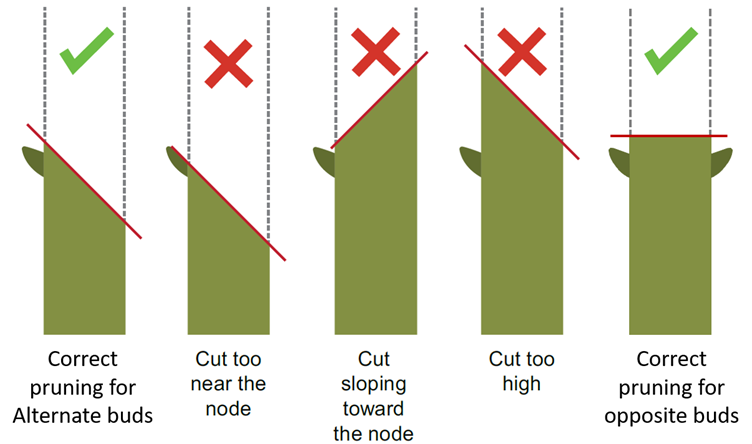 Correct
pruning for
Alternate buds
Cut too
near the
node
Cut
sloping
toward
the node
Cut too
high
Correct
pruning for
opposite buds